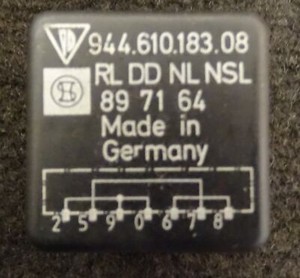 944.610.183.08
RL DD NL NSL
89 71 64
Made in
Germany
2 5 9 0 6 7 8